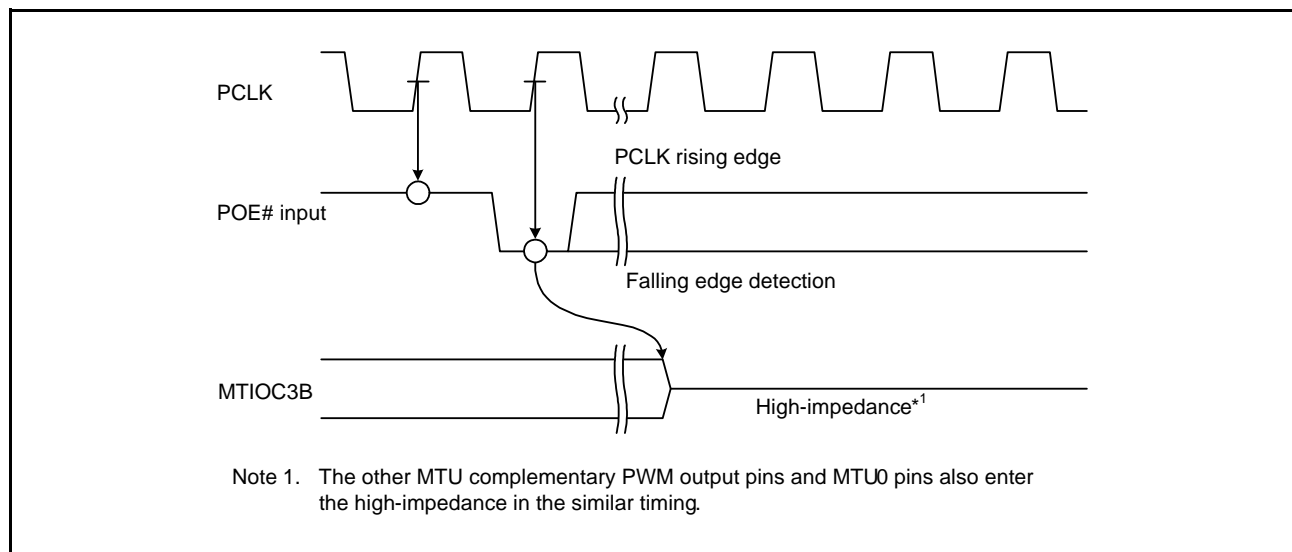 PCLK
PCLK rising edge
POE# input
Falling edge detection
MTIOC3B
High-impedance*1
Note 1. The other MTU complementary PWM output pins and MTU0 pins also enter
the high-impedance in the similar timing.